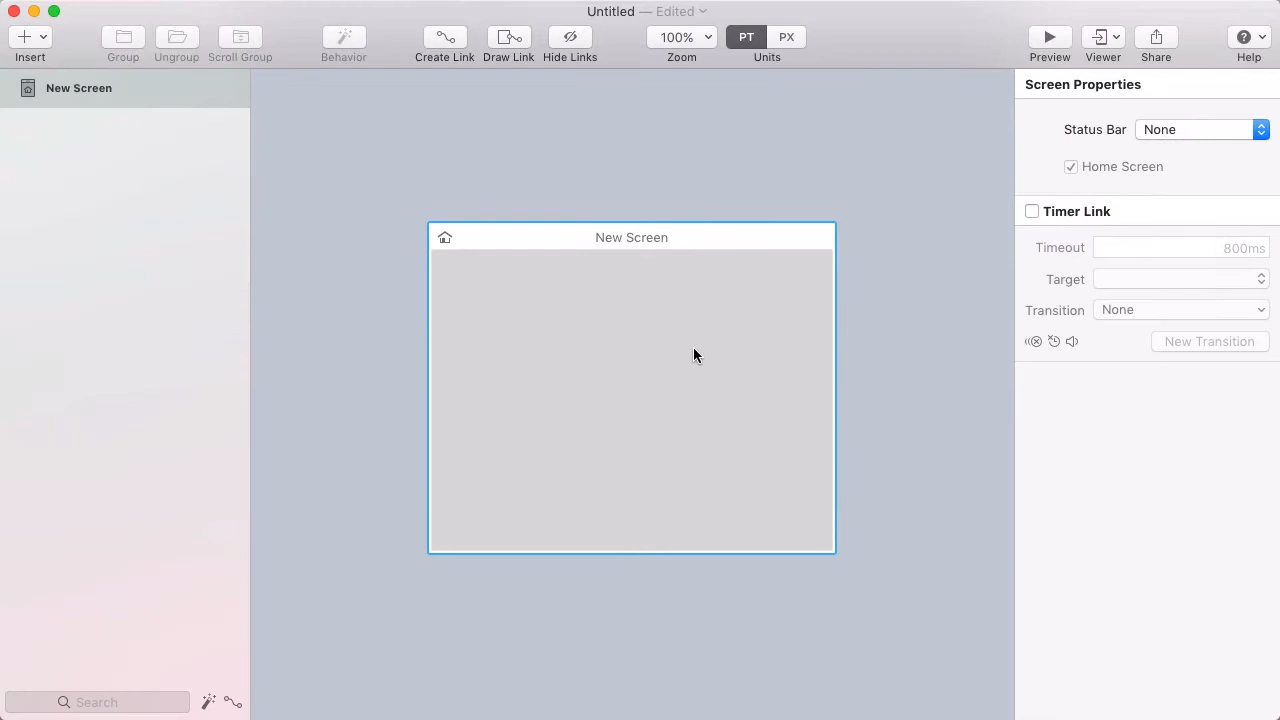 Untitled — Edited
Insert
Group
Ungroup
Scroll Group
Behavior
Create Link
Draw Link
Hide Links
100%
Zoom
PT
PX
Units
Preview
Viewer
Share
Help
New Screen
New Screen
Screen Properties
Status Bar
None
Home Screen
Timer Link
Timeout
800ms
Target
Transition
None
New Transition
Search